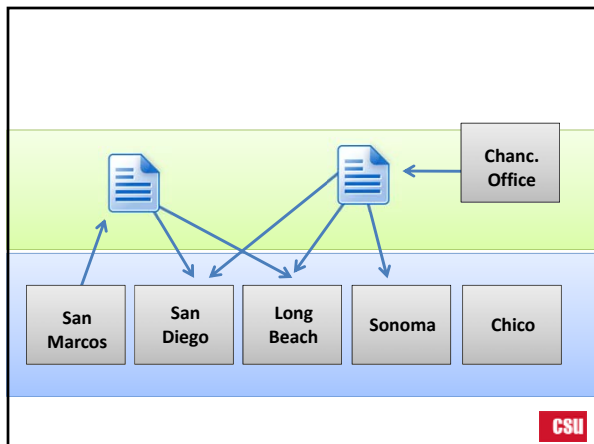 Chanc.
Office
San
Marcos
San
Diego
Long
Beach
Sonoma
Chico
CSU